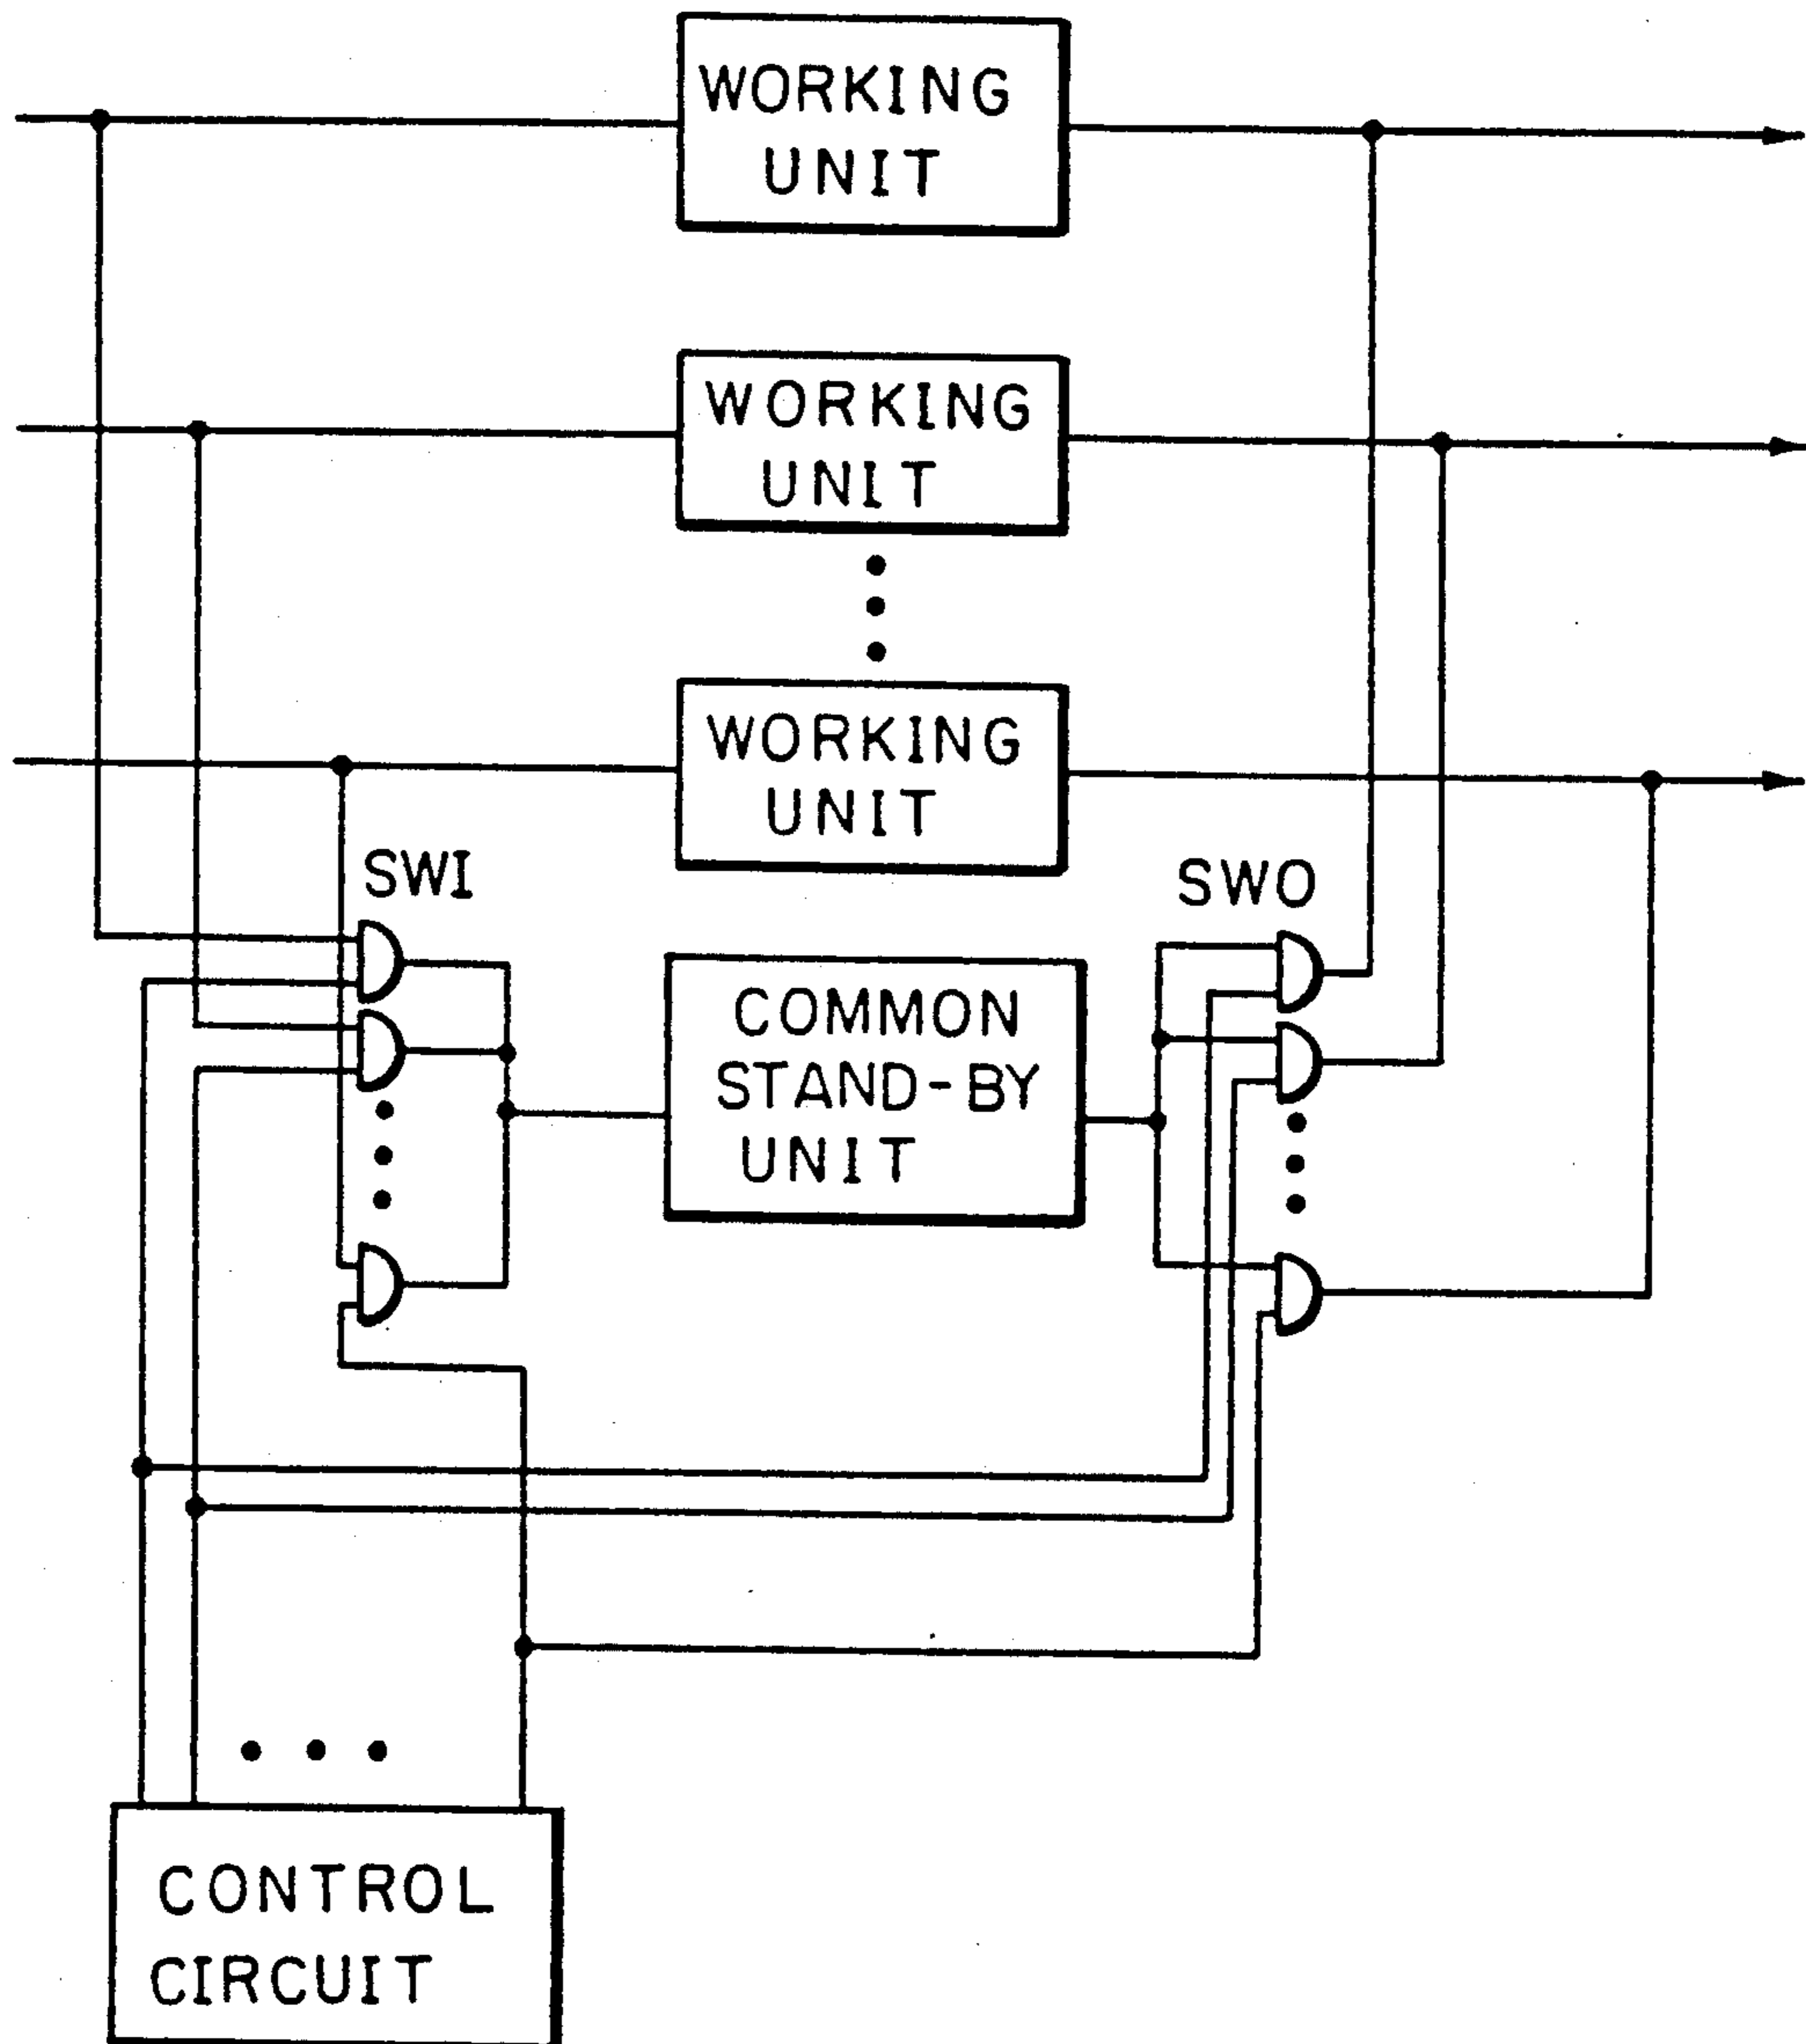 WORKING
UNIT
WORKING
UNIT
WORKING
UNIT
SWI
SWO
COMMON
STAND-BY
UNIT
CONTROL
CIRCUIT